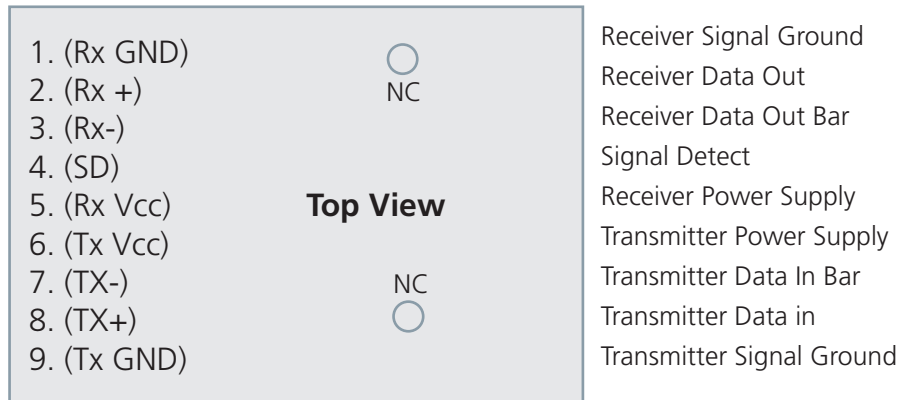 1. (Rx GND)
NC
2. (Rx +)
3. (Rx-)
4. (SD)
5. (Rx Vcc)
Top View
6. (Tx Vcc)
7. (TX-)
NC
8. (TX+)
9. (Tx GND)
Receiver Signal Ground
Receiver Data Out
Receiver Data Out Bar
Signal Detect
Receiver Power Supply
Transmitter Power Supply
Transmitter Data In Bar
Transmitter Data in
Transmitter Signal Ground